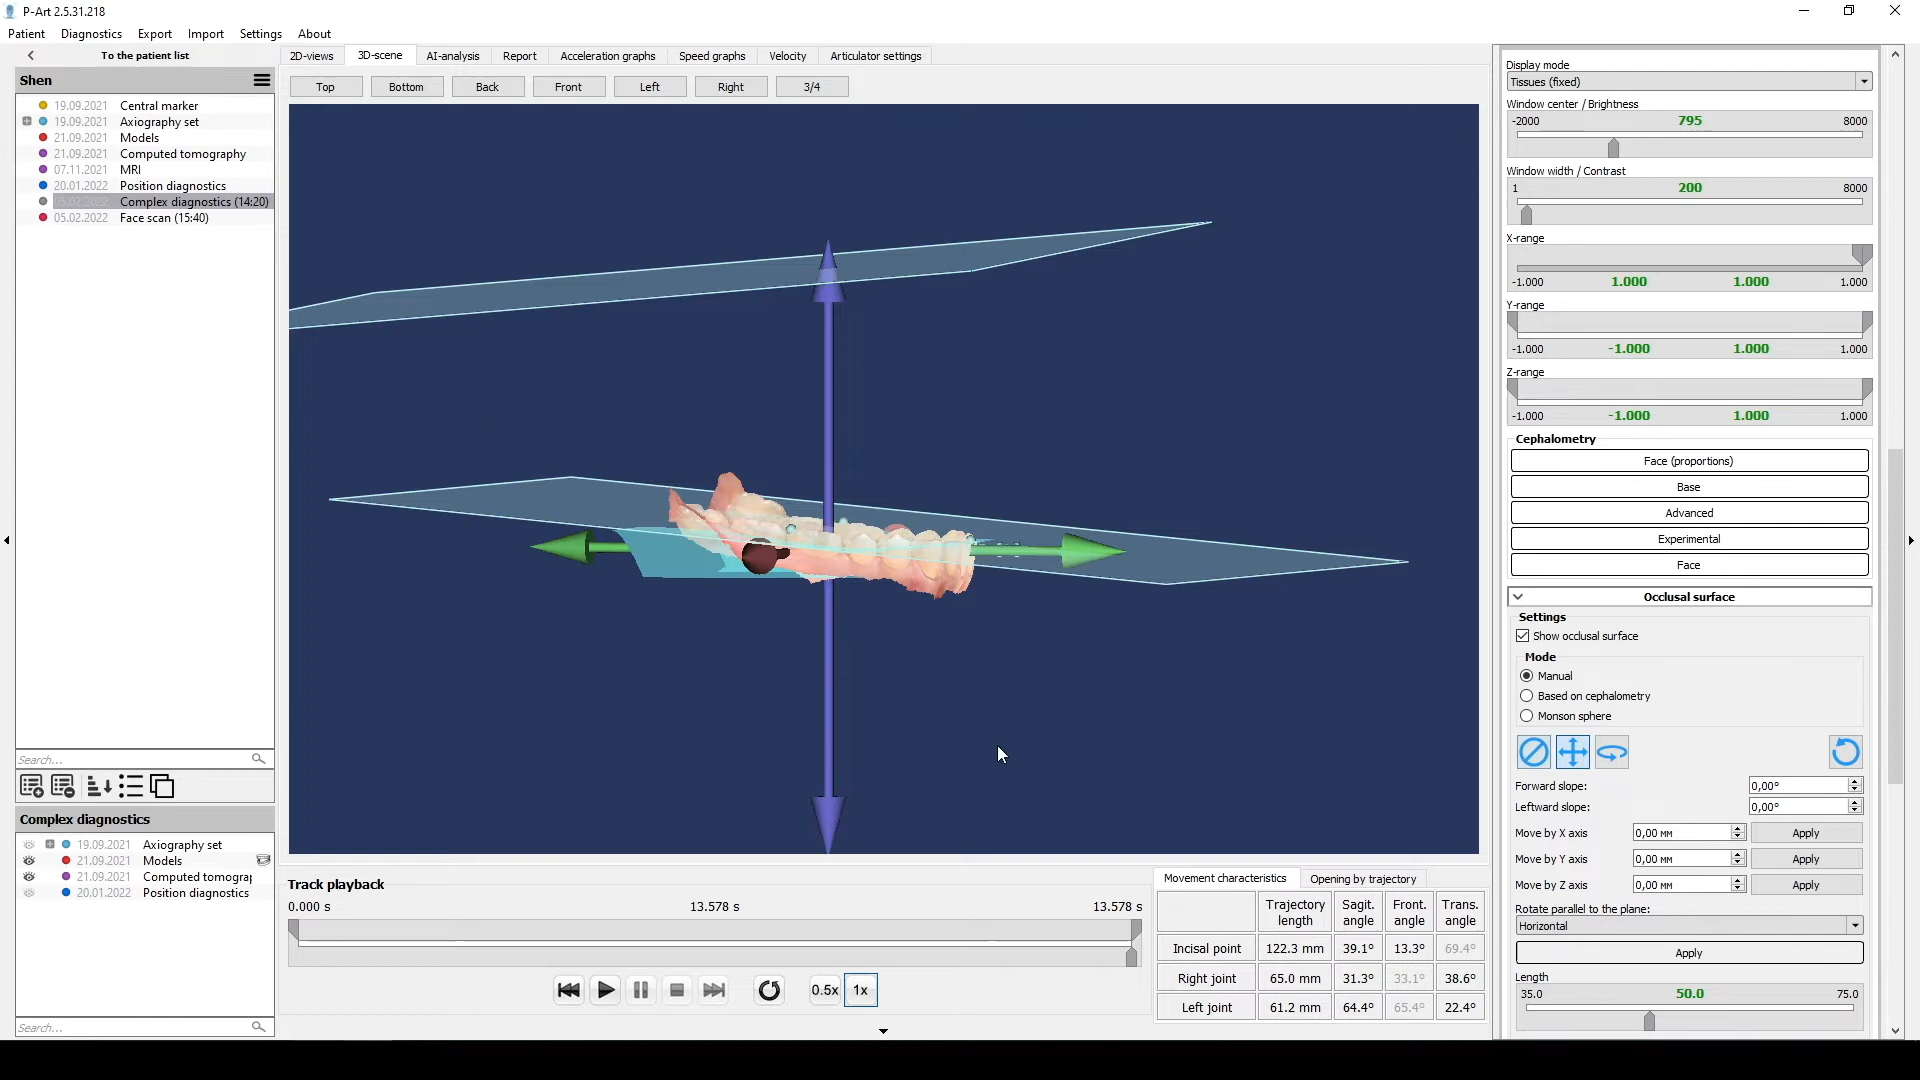 P-Art 2.5.31.218
Patient Diagnostics Export Import Settings About
To the patient list
Shen
19.09.2021 Central marker
19.09.2021 Axiography set
21.09.2021 Models
21.09.2021 Computed tomography
07.11.2021 MRI
20.01.2022 Position diagnostics
05.02.2022 Complex diagnostics (14:20)
05.02.2022 Face scan (15:40)
Search...
Complex diagnostics
19.09.2021 Axiography set
21.09.2021 Models
21.09.2021 Computed tomograp
20.01.2022 Position diagnostics
Search...
2D-views 3D-scene AI-analysis Report Acceleration graphs Speed graphs Velocity Articulator settings
Top Bottom Back Front Left Right 3/4
Track playback
0.000 s 13.578 s 13.578 s
0.5x 1x
Movement characteristics Opening by trajectory
Trajectory length Sagit. angle Front. angle Trans. angle
Incisal point 122.3 mm 39.1° 13.3° 69.4°
Right joint 65.0 mm 31.3° 33.1° 38.6°
Left joint 61.2 mm 64.4° 65.4° 22.4°
Display mode
Tissues (fixed)
Window center / Brightness
-2000 795 8000
Window width / Contrast
1 200 8000
X-range
-1.000 1.000 1.000 1.000
Y-range
-1.000 -1.000 1.000 1.000
Z-range
-1.000 -1.000 1.000 1.000
Cephalometry
Face (proportions)
Base
Advanced
Experimental
Face
Occlusal surface
Settings
Show occlusal surface
Mode
Manual
Based on cephalometry
Monson sphere
Forward slope: 0,00°
Leftward slope: 0,00°
Move by X axis 0,00 мм Apply
Move by Y axis 0,00 мм Apply
Move by Z axis 0,00 мм Apply
Rotate parallel to the plane:
Horizontal
Apply
Length
35.0 50.0 75.0